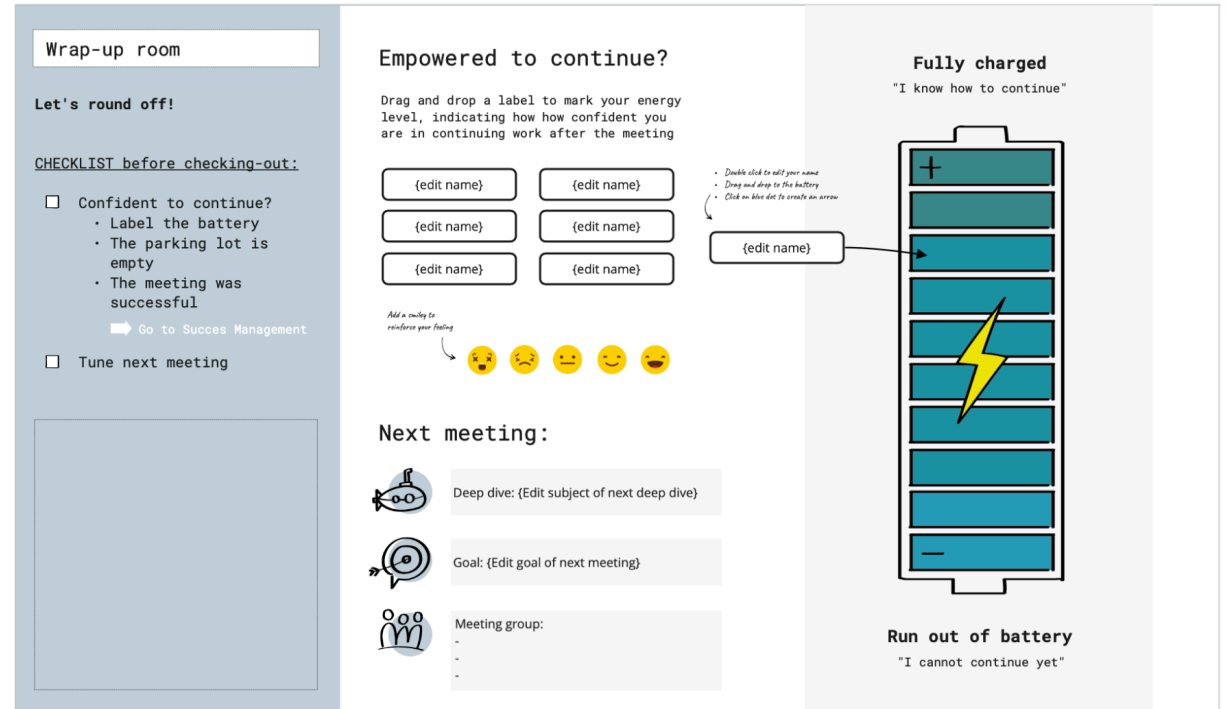 Wrap-up room
Let's round off!
CHECKLIST before checking-out:
Confident to continue?
• Label the battery
• The parking lot is
empty
• The meeting was
successful
Go to Succes Management
Tune next meeting
Empowered to continue?
Drag and drop a label to mark your energy
level, indicating how how confident you
are in continuing work after the meeting
{edit name}
{edit name}
{edit name}
{edit name}
{edit name}
{edit name}
• Double click to edit your name
• Drag and drop to the battery
• Click on blue dot to create an arrow
{edit name}
Add a smiley to
reinforce your feeling
Next meeting:
Deep dive: {Edit subject of next deep dive}
Goal: {Edit goal of next meeting}
Meeting group:
-
-
-
Fully charged
"I know how to continue"
+
−
Run out of battery
"I cannot continue yet"